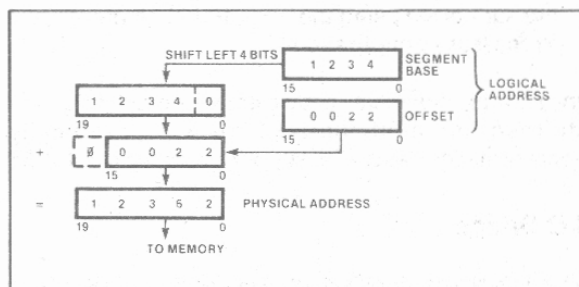 SHIFT LEFT 4 BITS
1 2 3 4
SEGMENT
BASE
15 0
LOGICAL
ADDRESS
1 2 3 4 0
19 0
0 0 2 2
OFFSET
15 0
+ Ø 0 0 2 2
15 0
= 1 2 3 6 2 PHYSICAL ADDRESS
19 0
TO MEMORY